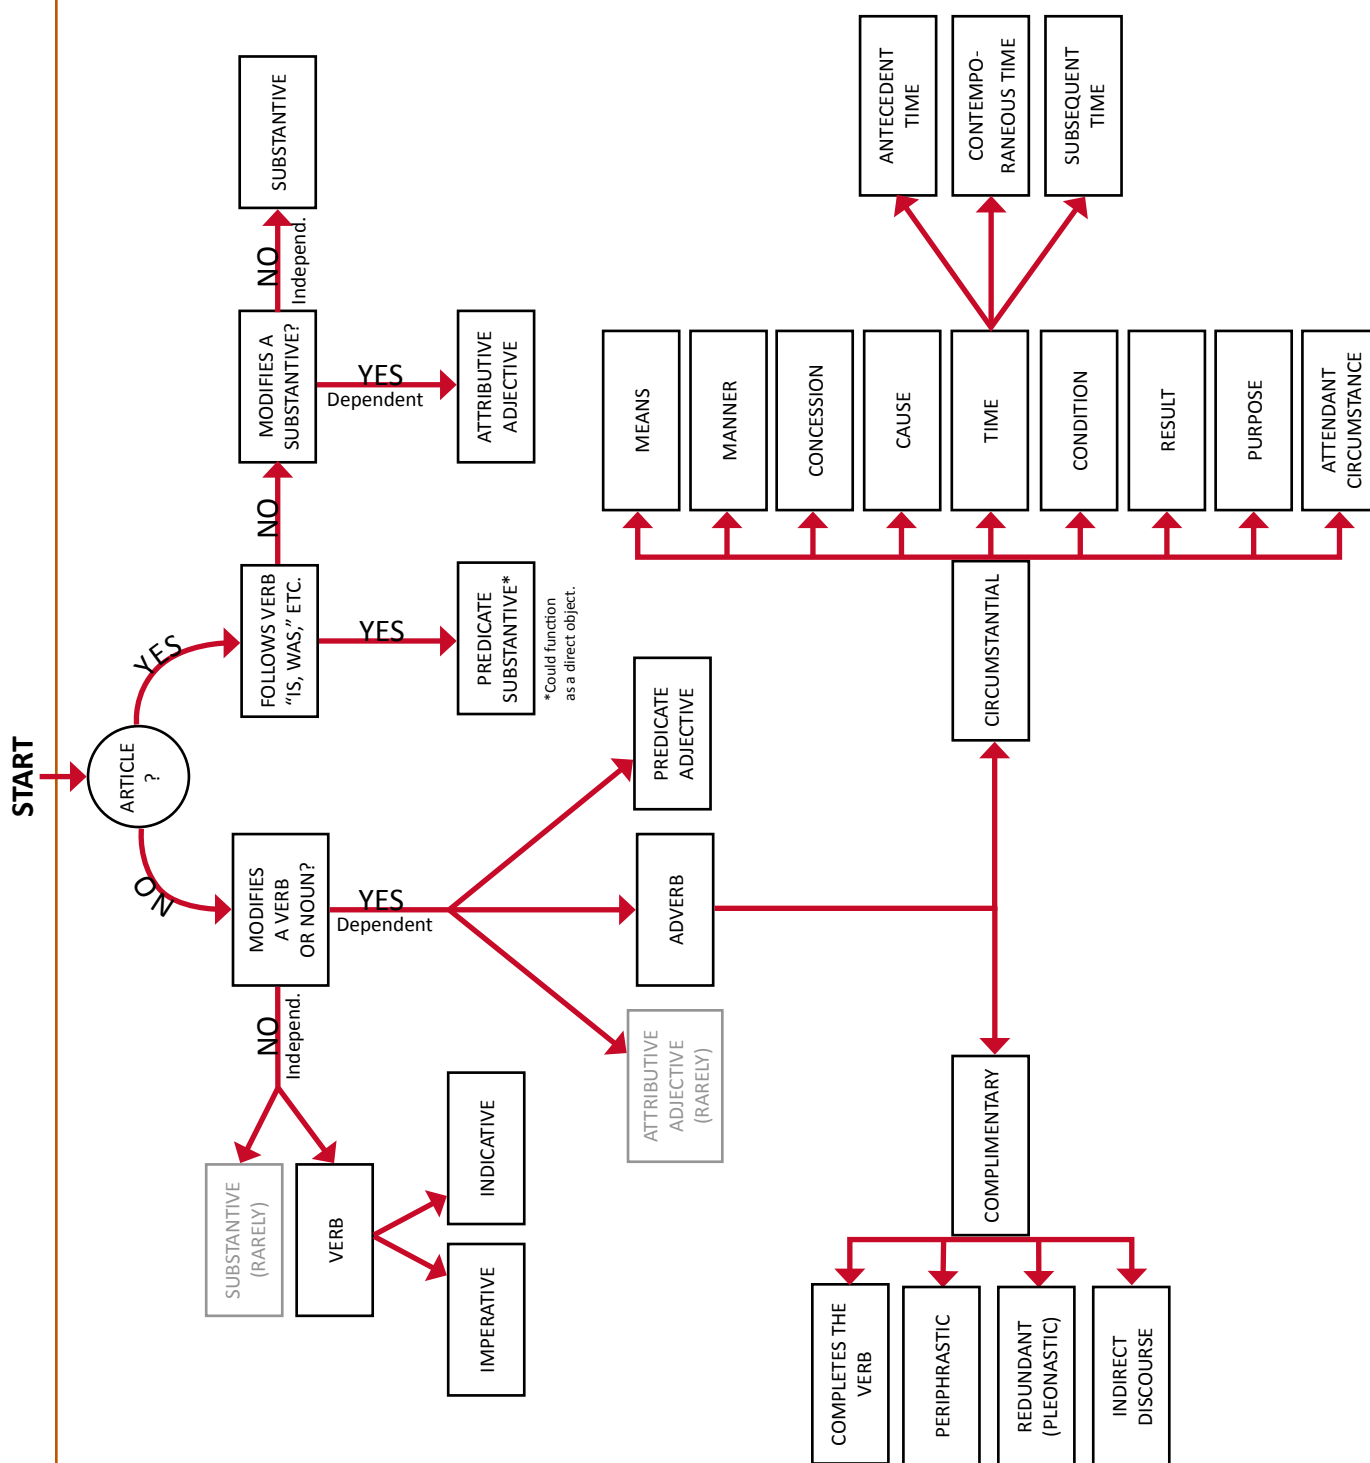 START
ARTICLE
?
YES
NO
FOLLOWS VERB
“IS, WAS,” ETC.
NO
MODIFIES A
SUBSTANTIVE?
NO
Independ.
SUBSTANTIVE
YES
Dependent
ATTRIBUTIVE
ADJECTIVE
YES
PREDICATE
SUBSTANTIVE*
*Could function
as a direct object.
MODIFIES
A VERB
OR NOUN?
NO
Independ.
SUBSTANTIVE
(RARELY)
VERB
IMPERATIVE
INDICATIVE
YES
Dependent
ATTRIBUTIVE
ADJECTIVE
(RARELY)
ADVERB
PREDICATE
ADJECTIVE
COMPLIMENTARY
COMPLETES THE
VERB
PERIPHRASTIC
REDUNDANT
(PLEONASTIC)
INDIRECT
DISCOURSE
CIRCUMSTANTIAL
MEANS
MANNER
CONCESSION
CAUSE
TIME
CONDITION
RESULT
PURPOSE
ATTENDANT
CIRCUMSTANCE
ANTECEDENT
TIME
CONTEMPO-
RANEOUS TIME
SUBSEQUENT
TIME